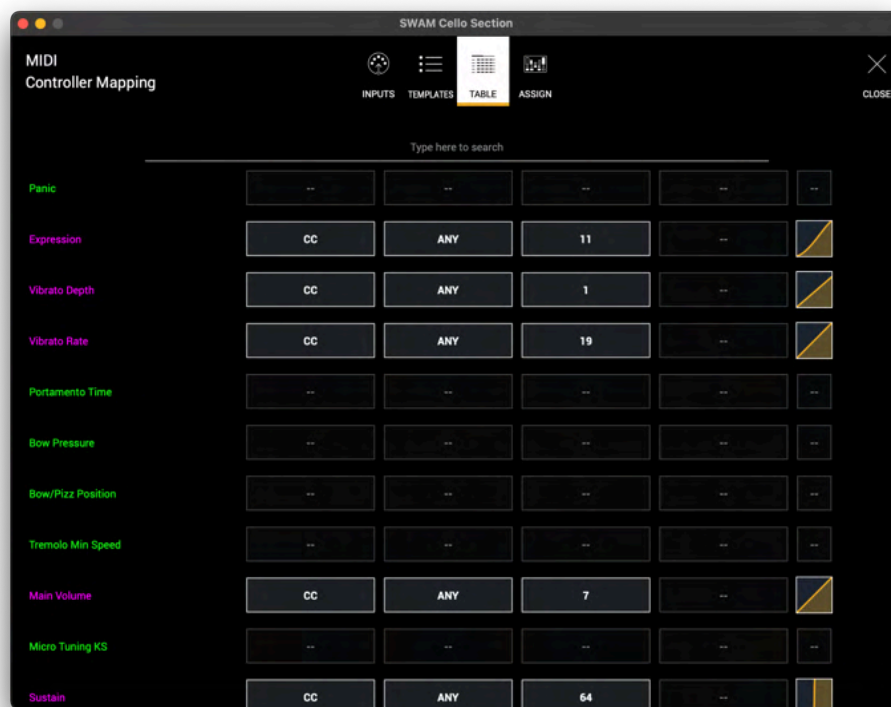 SWAM Cello Section
MIDI
Controller Mapping
INPUTS TEMPLATES TABLE ASSIGN
CLOSE
Type here to search
Panic -- -- -- -- --
Expression CC ANY 11 --
Vibrato Depth CC ANY 1 --
Vibrato Rate CC ANY 19 --
Portamento Time -- -- -- -- --
Bow Pressure -- -- -- -- --
Bow/Pizz Position -- -- -- -- --
Tremolo Min Speed -- -- -- -- --
Main Volume CC ANY 7 --
Micro Tuning KS -- -- -- -- --
Sustain CC ANY 64 --